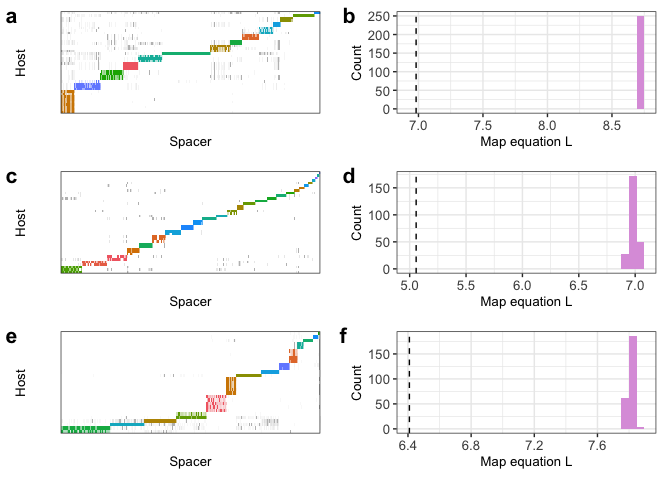 a
Host
Spacer
b
Count
250
200
150
100
50
0
7.0 7.5 8.0 8.5
Map equation L
c
Host
Spacer
d
Count
150
100
50
0
5.0 5.5 6.0 6.5 7.0
Map equation L
e
Host
Spacer
f
Count
150
100
50
0
6.4 6.8 7.2 7.6
Map equation L